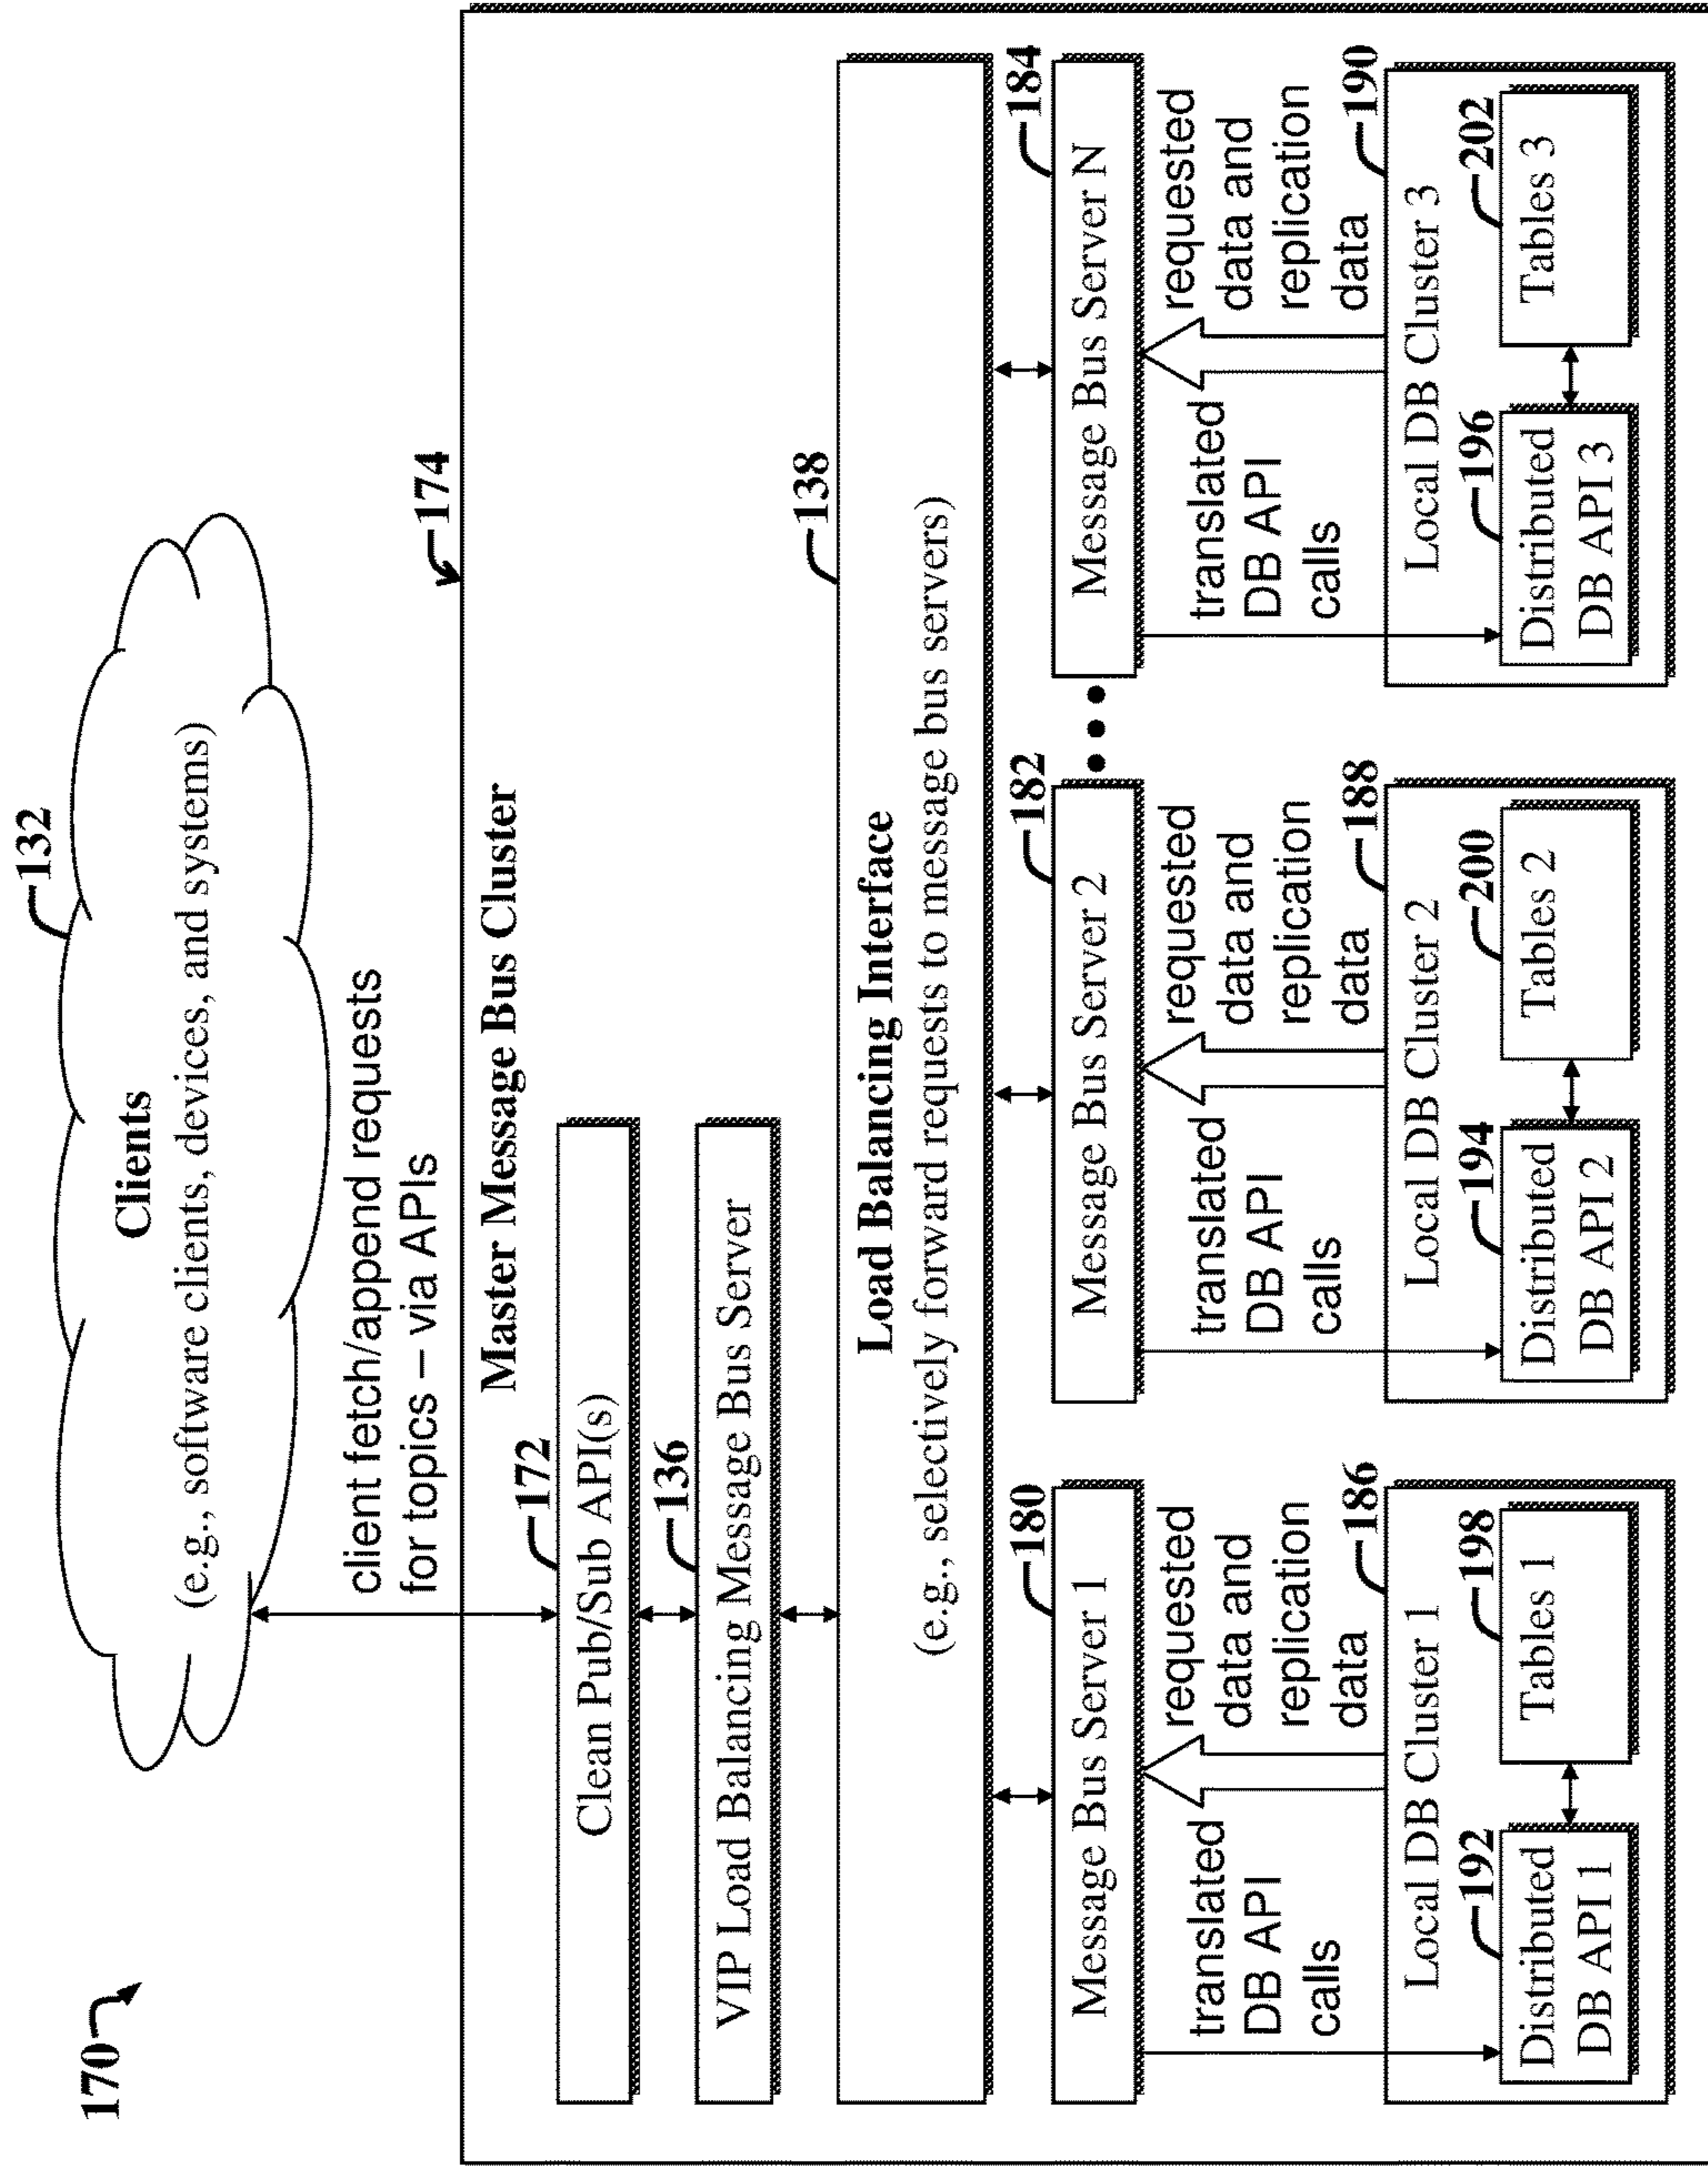 170
132
Clients
(e.g., software clients, devices, and systems)
client fetch/append requests
for topics – via APIs
174
Master Message Bus Cluster
172
Clean Pub/Sub API(s)
136
VIP Load Balancing Message Bus Server
138
Load Balancing Interface
(e.g., selectively forward requests to message bus servers)
180
Message Bus Server 1
182
Message Bus Server 2
•••
184
Message Bus Server N
translated
DB API
calls
requested
data and
replication
data
translated
DB API
calls
requested
data and
replication
data
translated
DB API
calls
requested
data and
replication
data
186
Local DB Cluster 1
192
Distributed
DB API 1
198
Tables 1
188
Local DB Cluster 2
194
Distributed
DB API 2
200
Tables 2
190
Local DB Cluster 3
196
Distributed
DB API 3
202
Tables 3